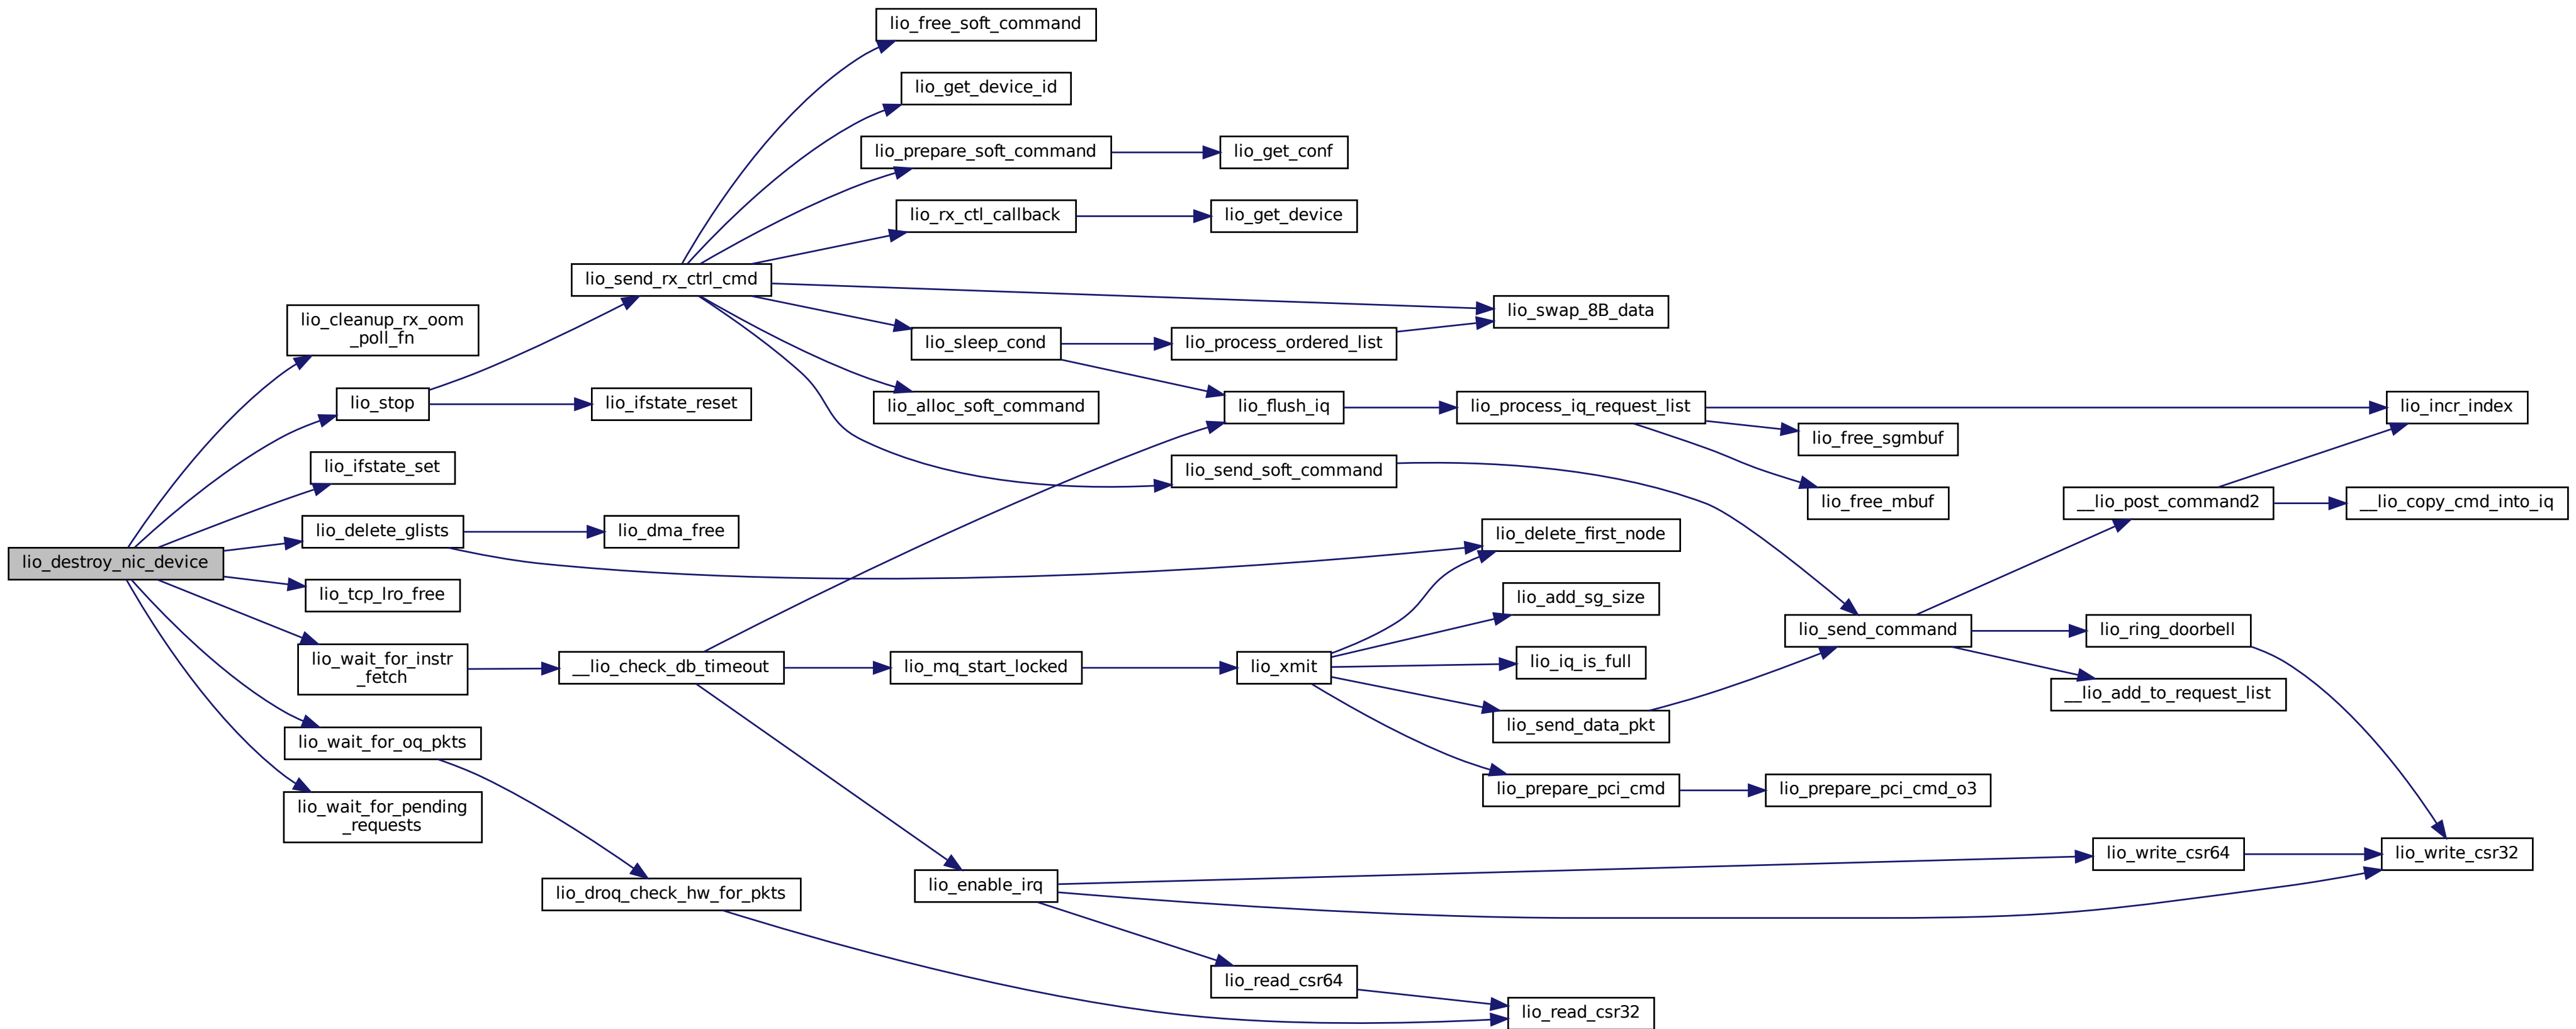 lio_free_soft_command
lio_get_device_id
lio_prepare_soft_command
lio_get_conf
lio_rx_ctl_callback
lio_get_device
lio_send_rx_ctrl_cmd
lio_swap_8B_data
lio_cleanup_rx_oom
_poll_fn
lio_sleep_cond
lio_process_ordered_list
lio_stop
lio_ifstate_reset
lio_alloc_soft_command
lio_flush_iq
lio_process_iq_request_list
lio_incr_index
lio_free_sgmbuf
lio_ifstate_set
lio_send_soft_command
lio_free_mbuf
__lio_post_command2
__lio_copy_cmd_into_iq
lio_delete_glists
lio_dma_free
lio_delete_first_node
lio_destroy_nic_device
lio_tcp_lro_free
lio_add_sg_size
lio_send_command
lio_ring_doorbell
lio_wait_for_instr
_fetch
__lio_check_db_timeout
lio_mq_start_locked
lio_xmit
lio_iq_is_full
__lio_add_to_request_list
lio_send_data_pkt
lio_wait_for_oq_pkts
lio_prepare_pci_cmd
lio_prepare_pci_cmd_o3
lio_wait_for_pending
_requests
lio_write_csr64
lio_write_csr32
lio_droq_check_hw_for_pkts
lio_enable_irq
lio_read_csr64
lio_read_csr32